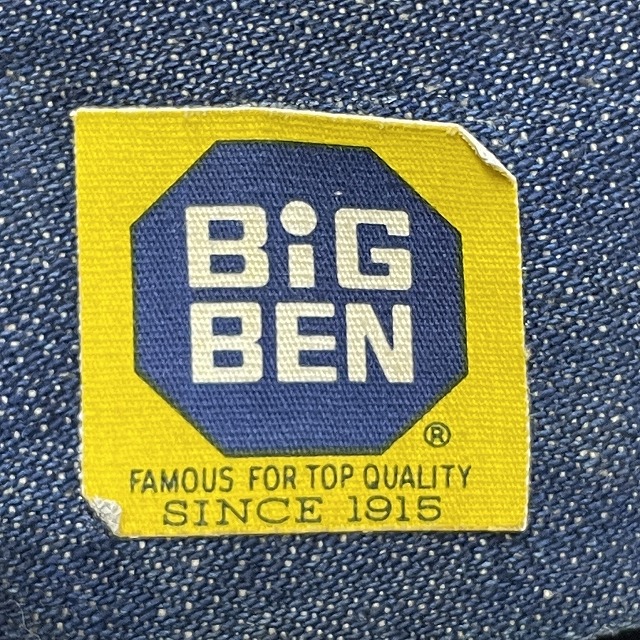 BiG
BEN
®
FAMOUS FOR TOP QUALITY
SINCE 1915